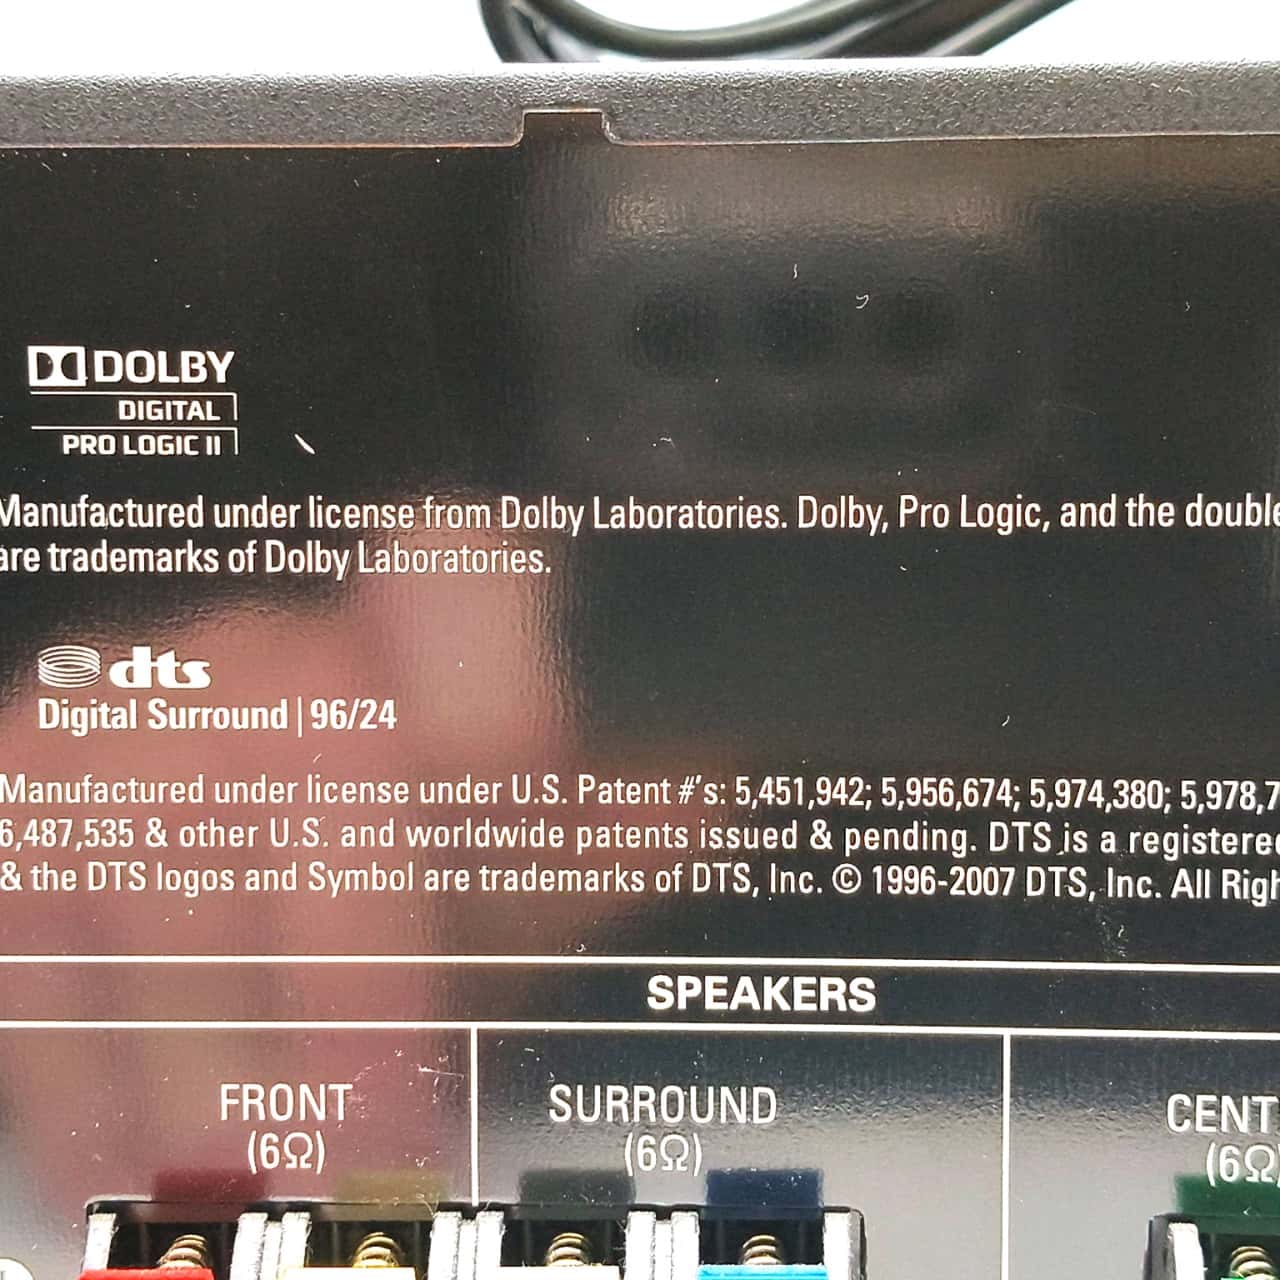 DOLBY
DIGITAL
PRO LOGIC II
Manufactured under license from Dolby Laboratories. Dolby, Pro Logic, and the double
are trademarks of Dolby Laboratories.
dts
Digital Surround | 96/24
Manufactured under license under U.S. Patent #'s: 5,451,942; 5,956,674; 5,974,380; 5,978,7
6,487,535 & other U.S. and worldwide patents issued & pending. DTS is a registered
& the DTS logos and Symbol are trademarks of DTS, Inc. © 1996-2007 DTS, Inc. All Righ
SPEAKERS
FRONT
(6Ω)
SURROUND
(6Ω)
CENT
(6Ω)